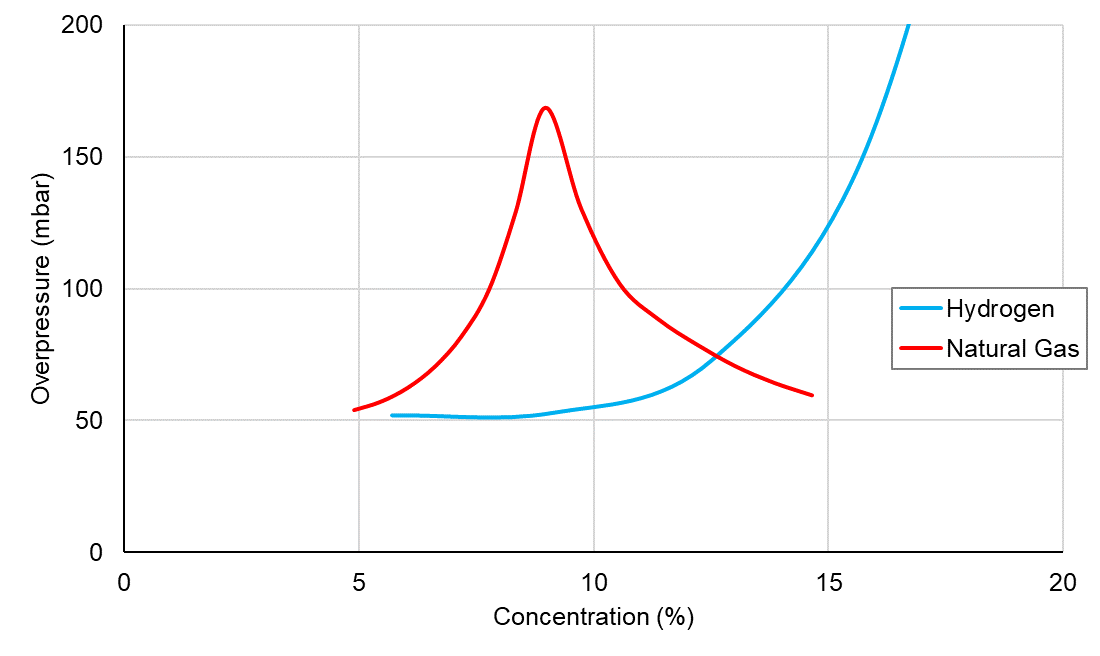 200
150
100
50
0
0 5 10 15 20
Overpressure (mbar)
Concentration (%)
Hydrogen
Natural Gas